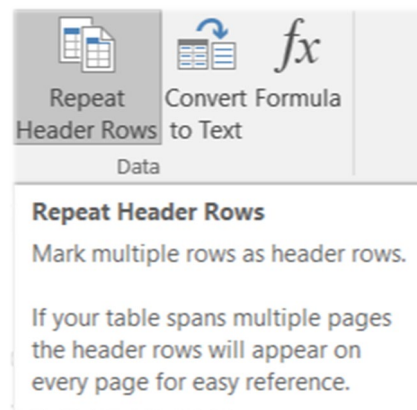 fx
Repeat Header Rows
Convert to Text
Formula
Data
Repeat Header Rows
Mark multiple rows as header rows.
If your table spans multiple pages
the header rows will appear on
every page for easy reference.